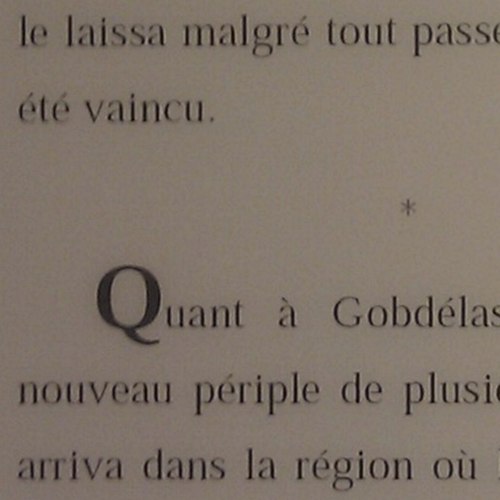 le laissa malgré tout passe
été vaincu.
*
Quant à Gobdélas
nouveau périple de plusi
arriva dans la région où